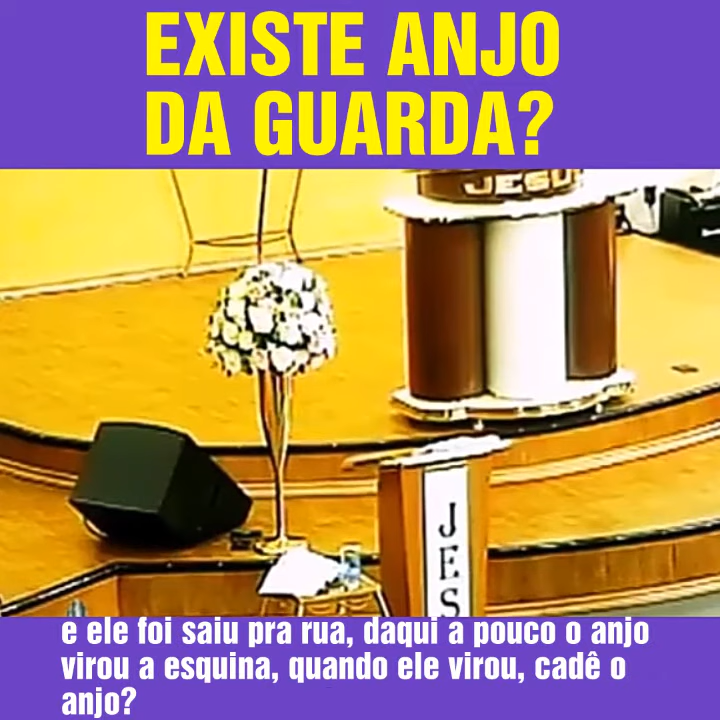 EXISTE ANJO
DA GUARDA?
JESU
J
E
S
e ele foi saiu pra rua, daqui a pouco o anjo
virou a esquina, quando ele virou, cadê o
anjo?